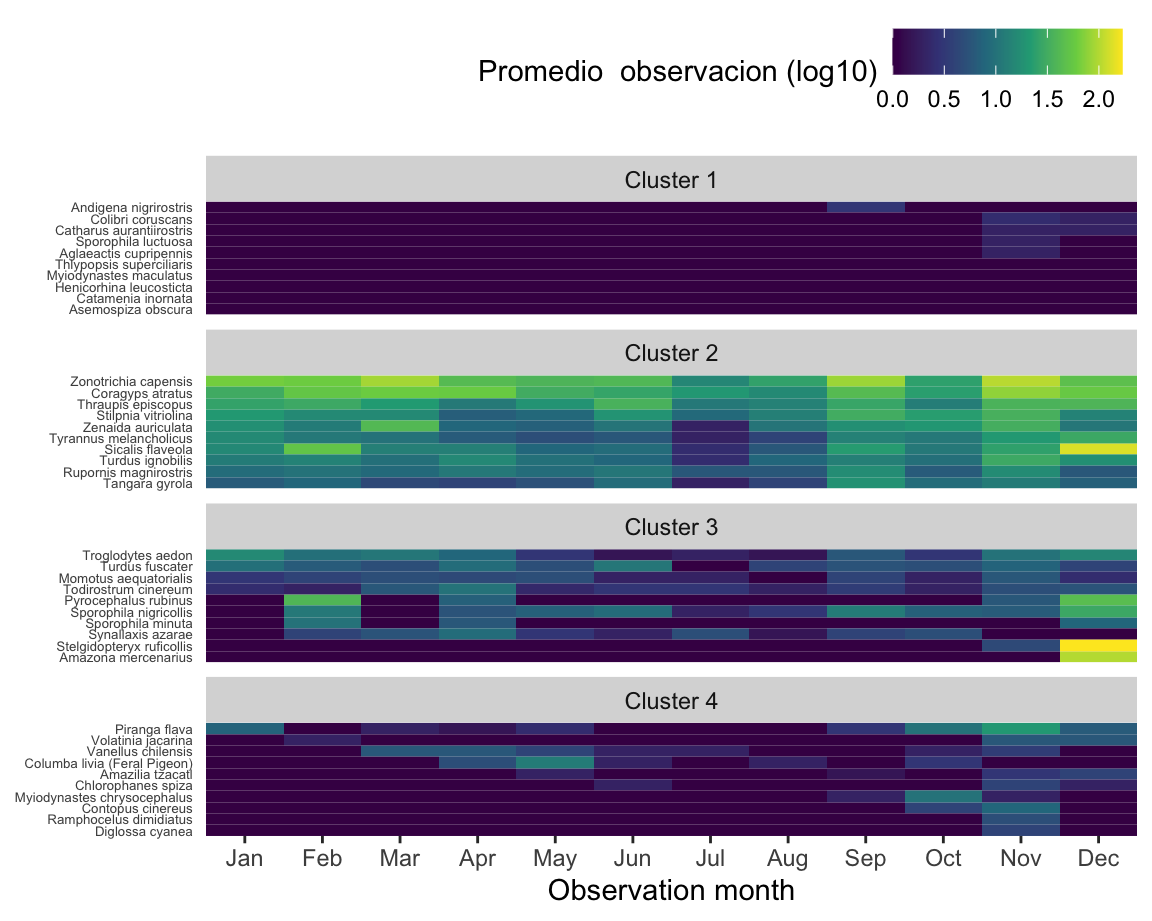 Promedio  observacion (log10)
0.0 0.5 1.0 1.5 2.0
Cluster 1
Andigena nigrirostris
Colibri coruscans
Catharus aurantiirostris
Sporophila luctuosa
Aglaeactis cupripennis
Thlypopsis superciliaris
Myiodynastes maculatus
Henicorhina leucosticta
Catamenia inornata
Asemospiza obscura
Cluster 2
Zonotrichia capensis
Coragyps atratus
Thraupis episcopus
Stilpnia vitriolina
Zenaida auriculata
Tyrannus melancholicus
Sicalis flaveola
Turdus ignobilis
Rupornis magnirostris
Tangara gyrola
Cluster 3
Troglodytes aedon
Turdus fuscater
Momotus aequatorialis
Todirostrum cinereum
Pyrocephalus rubinus
Sporophila nigricollis
Sporophila minuta
Synallaxis azarae
Stelgidopteryx ruficollis
Amazona mercenarius
Cluster 4
Piranga flava
Volatinia jacarina
Vanellus chilensis
Columba livia (Feral Pigeon)
Amazilia tzacatl
Chlorophanes spiza
Myiodynastes chrysocephalus
Contopus cinereus
Ramphocelus dimidiatus
Diglossa cyanea
Jan Feb Mar Apr May Jun Jul Aug Sep Oct Nov Dec
Observation month